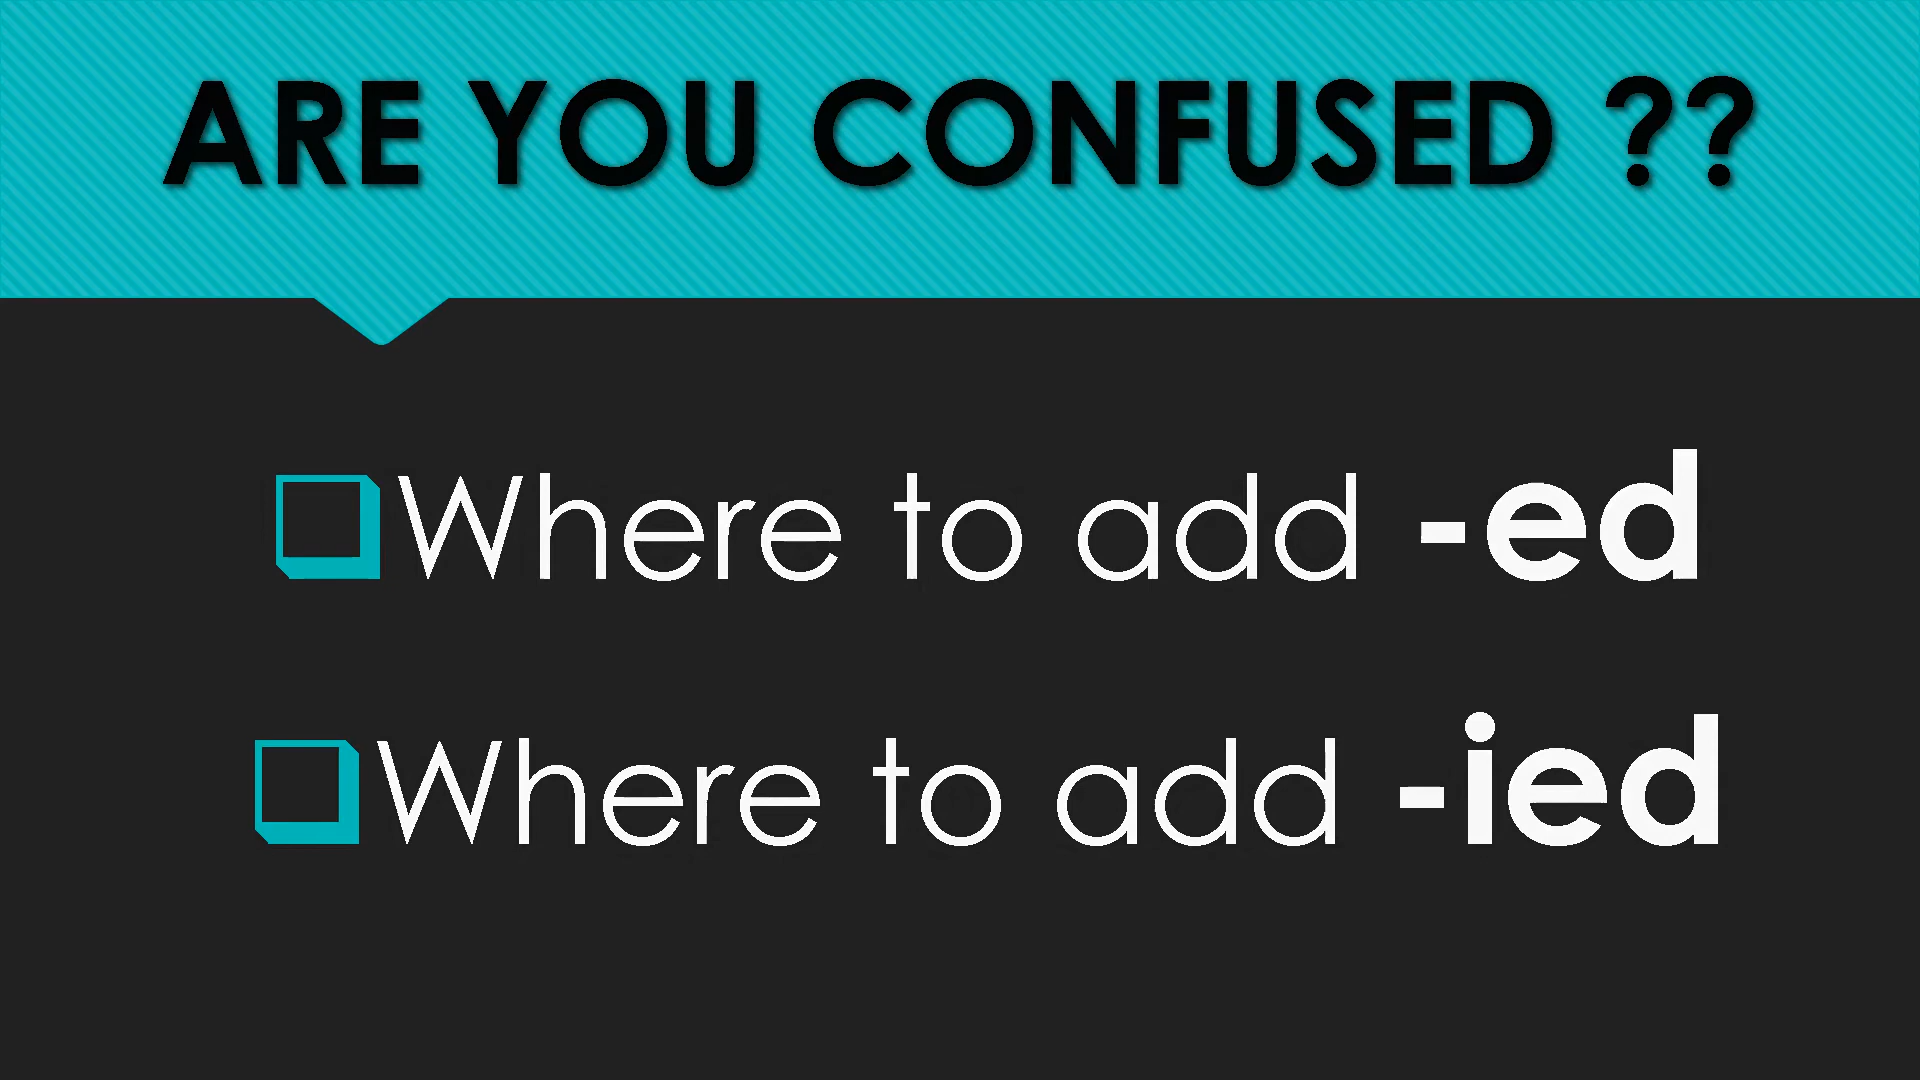 ARE YOU CONFUSED ??
Where to add -ed
Where to add -ied